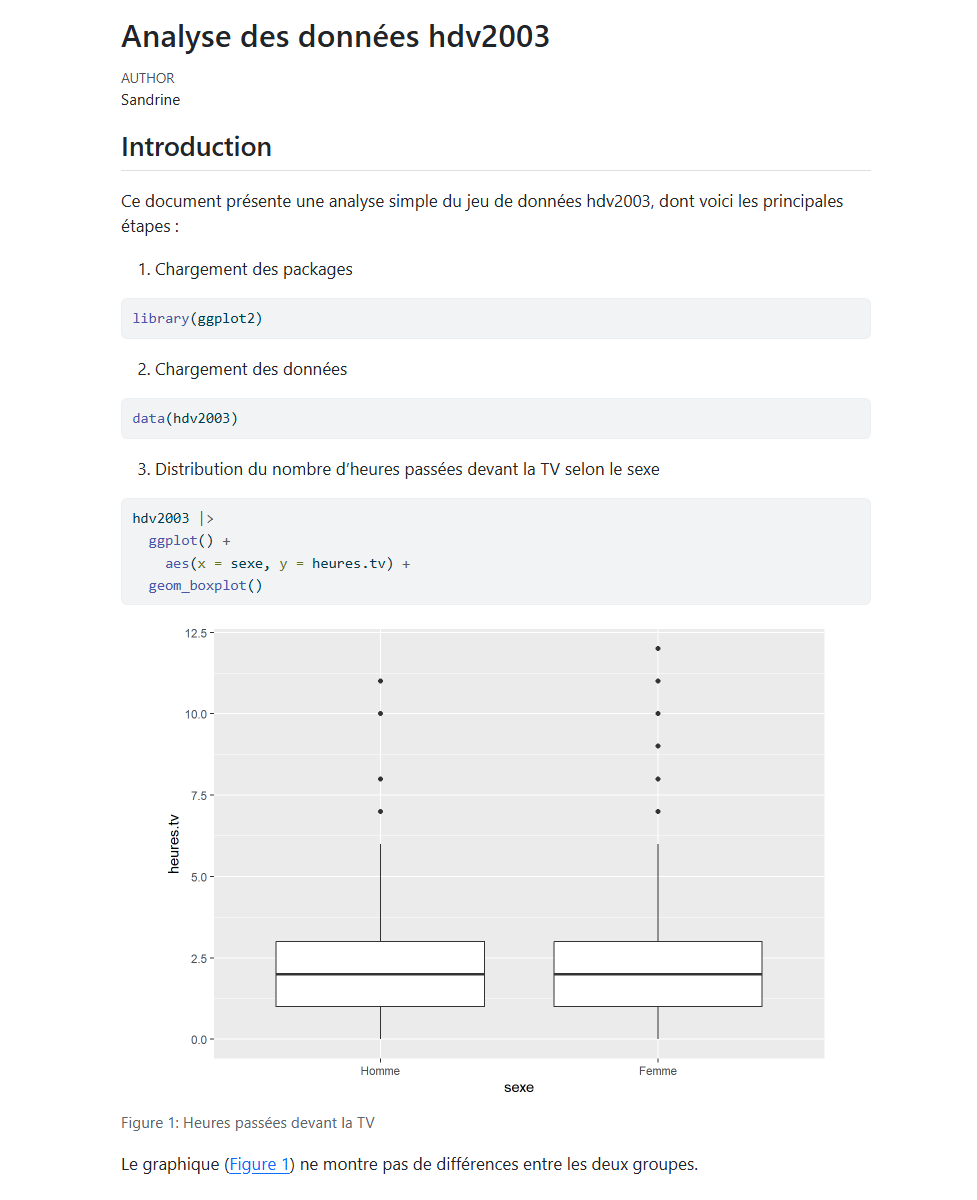 Analyse des données hdv2003
AUTHOR
Sandrine
Introduction
Ce document présente une analyse simple du jeu de données hdv2003, dont voici les principales
étapes :
1. Chargement des packages
library(ggplot2)
2. Chargement des données
data(hdv2003)
3. Distribution du nombre d’heures passées devant la TV selon le sexe
hdv2003 |>
  ggplot() +
    aes(x = sexe, y = heures.tv) +
  geom_boxplot()
12.5
10.0
7.5
5.0
2.5
0.0
heures.tv
Homme Femme
sexe
Figure 1: Heures passées devant la TV
Le graphique (Figure 1) ne montre pas de différences entre les deux groupes.